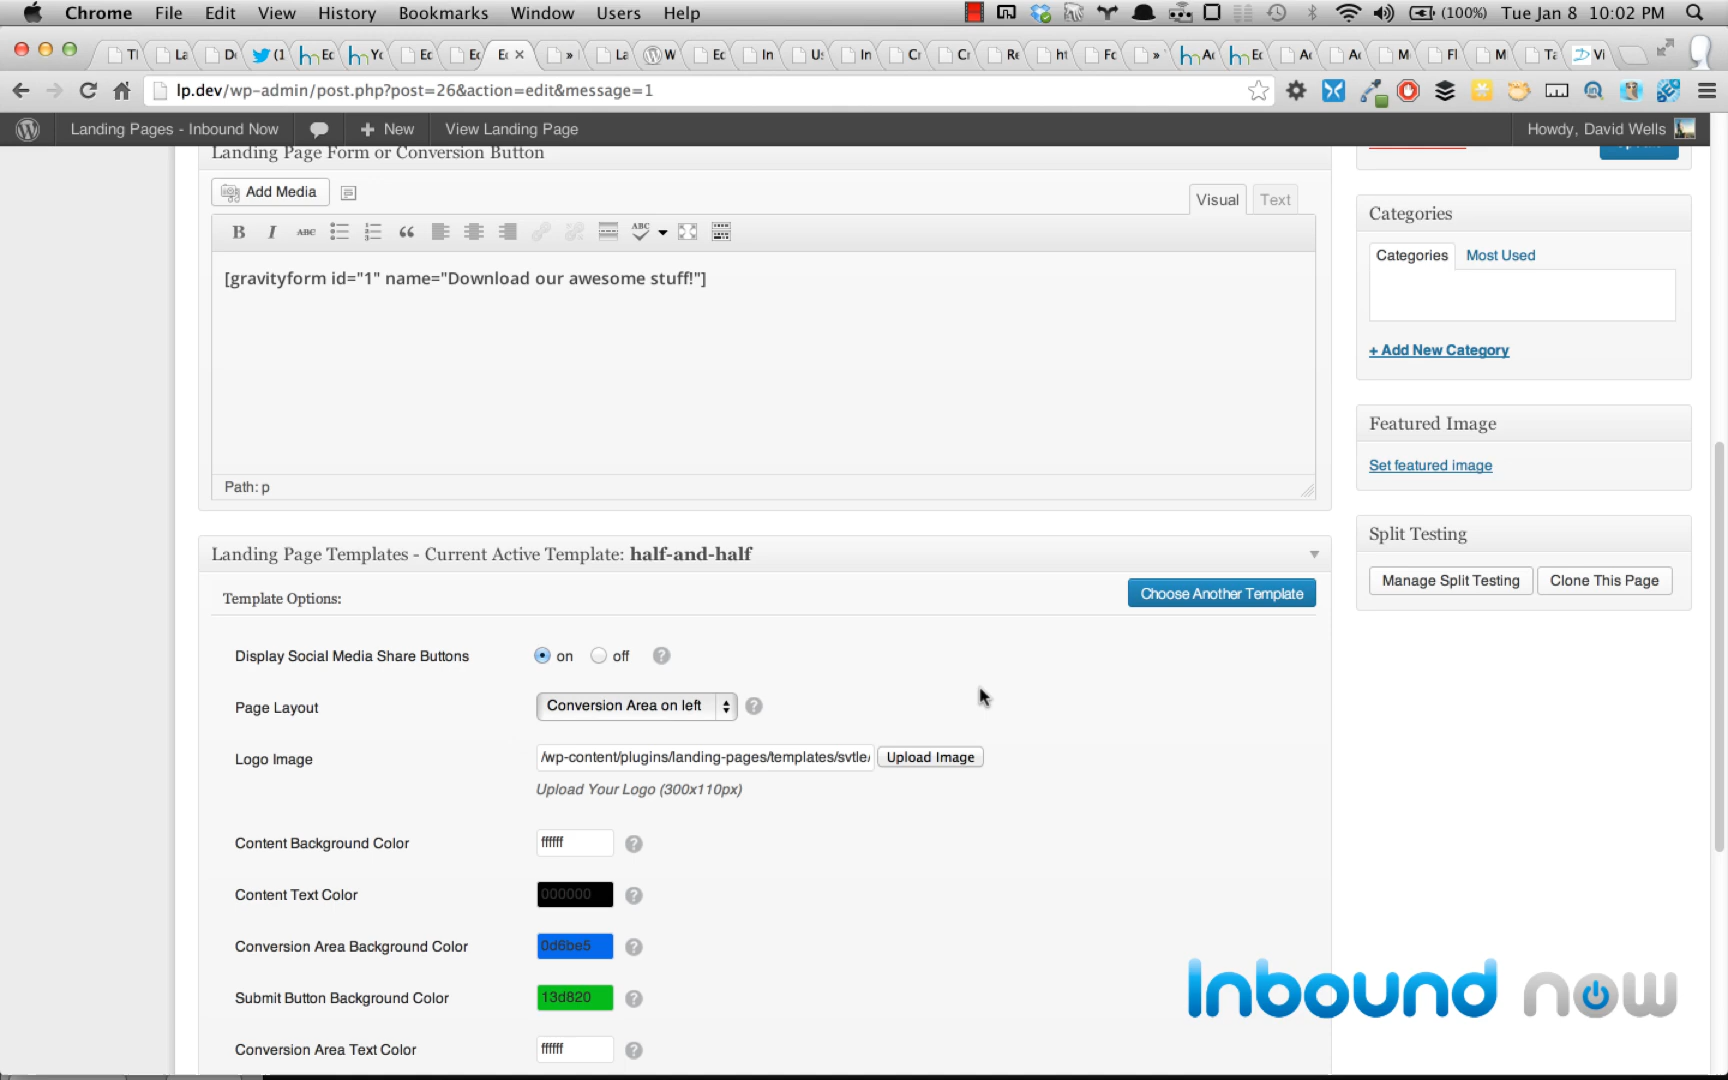 Chrome File Edit View History Bookmarks Window Users Help (100%) Tue Jan 8 10:02 PM
lp.dev/wp-admin/post.php?post=26&action=edit&message=1
Landing Pages - Inbound Now + New View Landing Page Howdy, David Wells
Landing Page Form or Conversion Button
Add Media
Visual Text
B I ABC ABC
[gravityform id="1" name="Download our awesome stuff!"]
Path: p
Landing Page Templates - Current Active Template: half-and-half
Template Options:
Choose Another Template
Display Social Media Share Buttons on off ?
Page Layout Conversion Area on left ?
Logo Image /wp-content/plugins/landing-pages/templates/svtle/ Upload Image
Upload Your Logo (300x110px)
Content Background Color ffffff ?
Content Text Color 000000 ?
Conversion Area Background Color 0d6be5 ?
Submit Button Background Color 13d820 ?
Conversion Area Text Color ffffff ?
Categories
Categories Most Used
+ Add New Category
Featured Image
Set featured image
Split Testing
Manage Split Testing Clone This Page
Inbound now